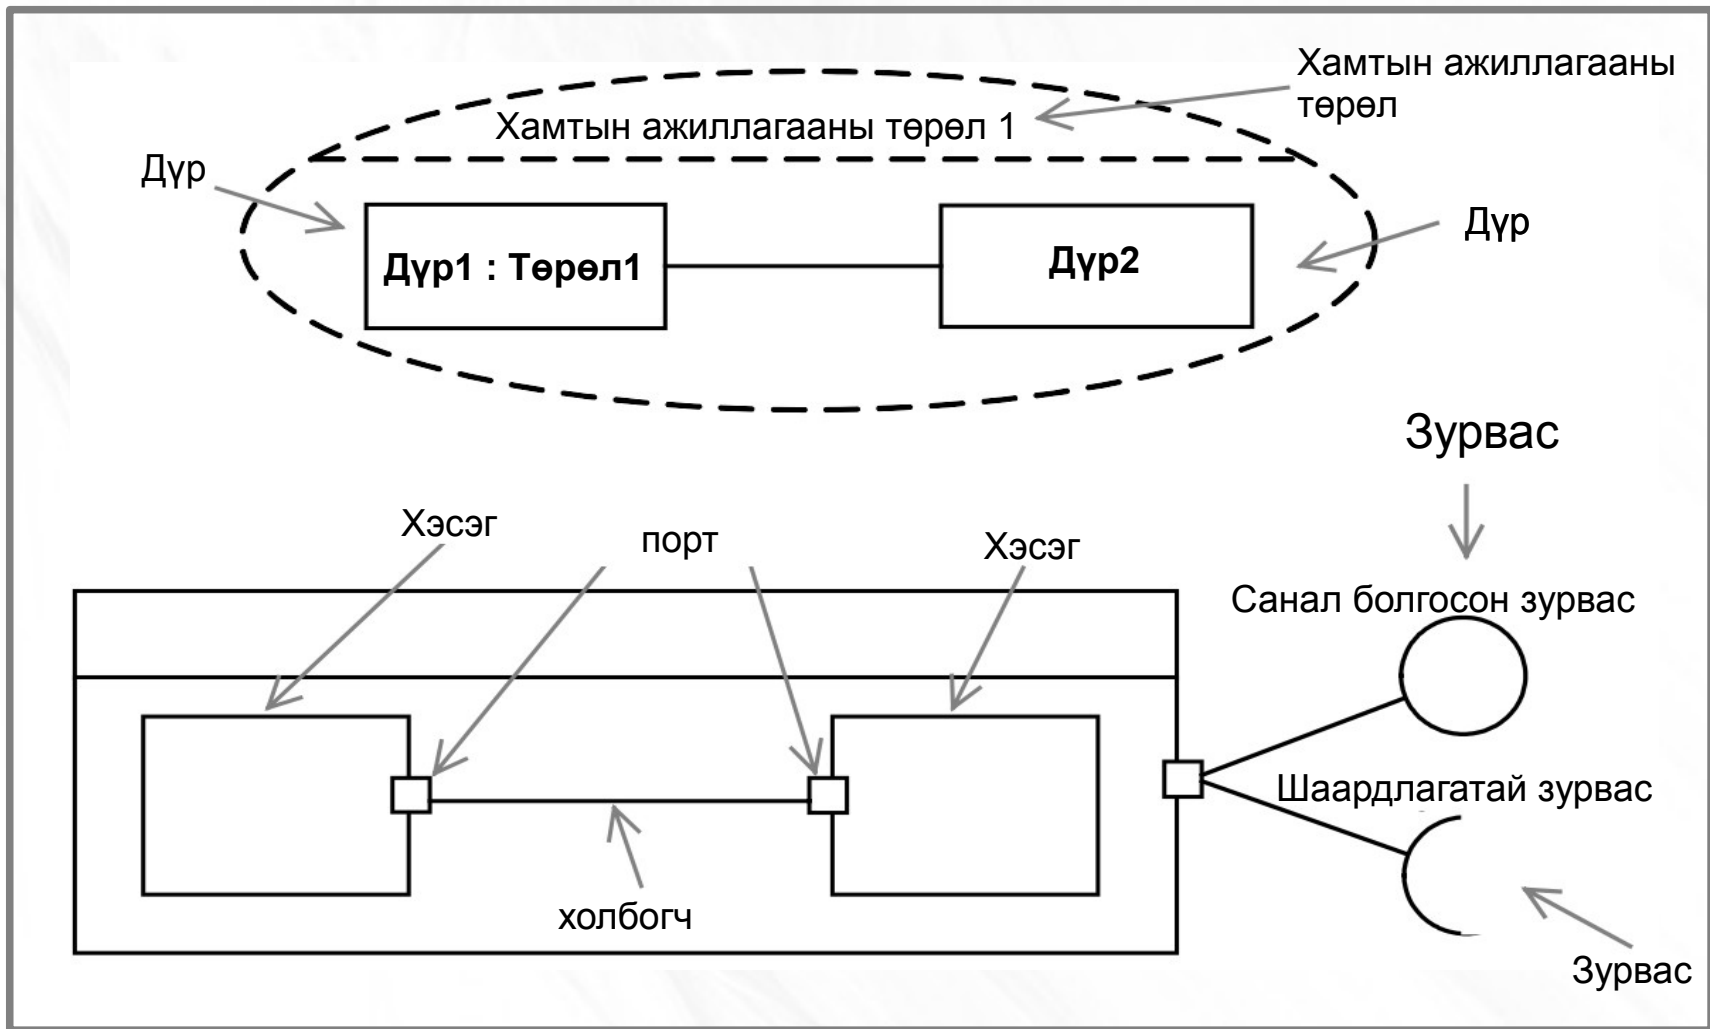 Хамтын ажиллагааны
төрөл
Хамтын ажиллагааны төрөл 1
Дүр
Дүр
Дүр1 : Төрөл1
Дүр2
Зурвас
Хэсэг
порт
Хэсэг
Санал болгосон зурвас
Шаардлагатай зурвас
холбогч
Зурвас